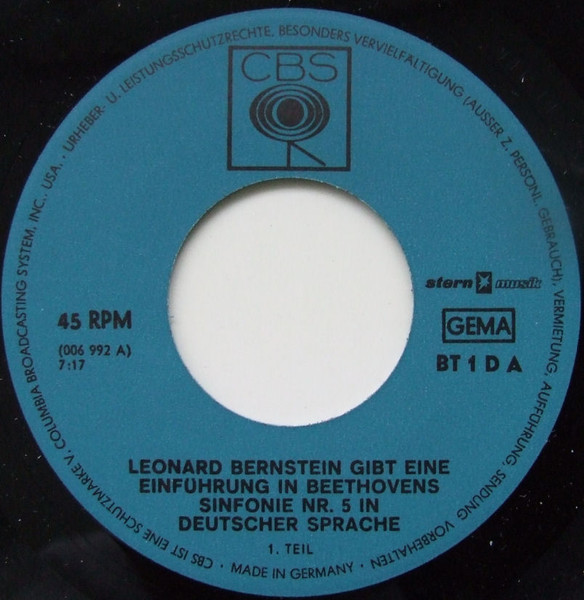 CBS
stern musik
45 RPM
(006 992 A)
7:17
GEMA
BT 1 D A
LEONARD BERNSTEIN GIBT EINE
EINFÜHRUNG IN BEETHOVENS
SINFONIE NR. 5 IN
DEUTSCHER SPRACHE
1. TEIL
CBS IST EINE SCHUTZMARKE V. COLUMBIA BROADCASTING SYSTEM, INC., USA. · URHEBER- U. LEISTUNGSSCHUTZRECHTE, BESONDERS VERVIELFÄLTIGUNG (AUSSER Z. PERSÖNL. GEBRAUCH), VERMIETUNG, AUFFÜHRUNG, SENDUNG VORBEHALTEN · MADE IN GERMANY ·